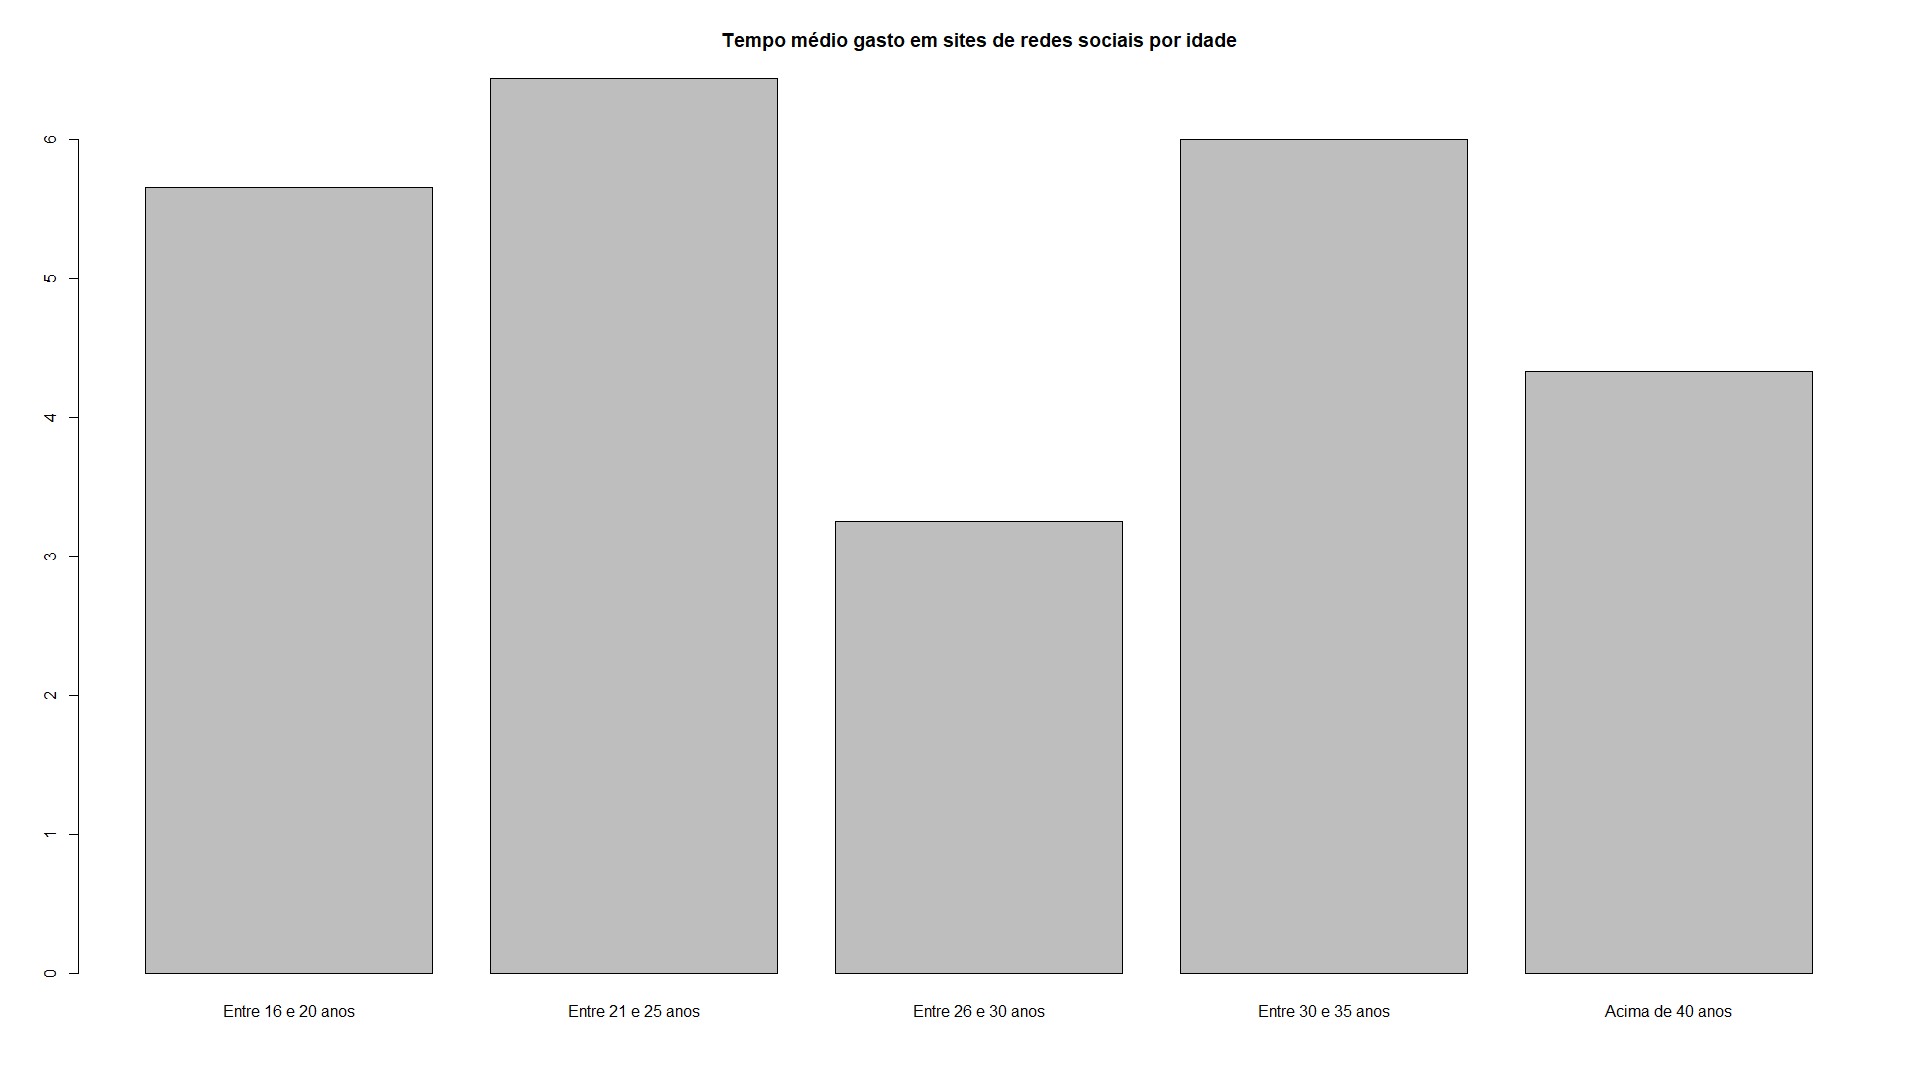 Tempo médio gasto em sites de redes sociais por idade
6
5
4
3
2
1
0
Entre 16 e 20 anos
Entre 21 e 25 anos
Entre 26 e 30 anos
Entre 30 e 35 anos
Acima de 40 anos